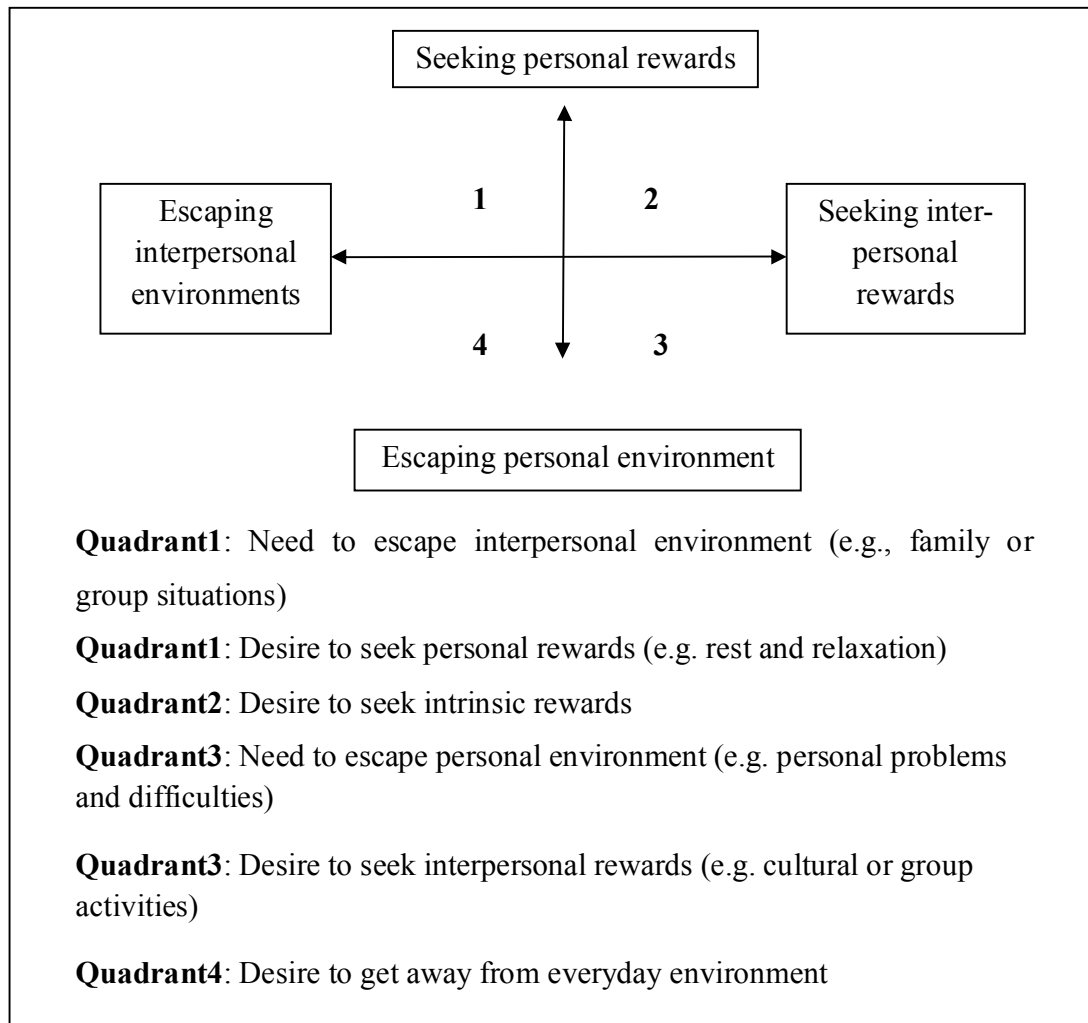 Seeking personal rewards
1
2
Escaping
interpersonal
environments
Seeking inter-
personal
rewards
4
3
Escaping personal environment
Quadrant1: Need to escape interpersonal environment (e.g., family or
group situations)
Quadrant1: Desire to seek personal rewards (e.g. rest and relaxation)
Quadrant2: Desire to seek intrinsic rewards
Quadrant3: Need to escape personal environment (e.g. personal problems
and difficulties)
Quadrant3: Desire to seek interpersonal rewards (e.g. cultural or group
activities)
Quadrant4: Desire to get away from everyday environment